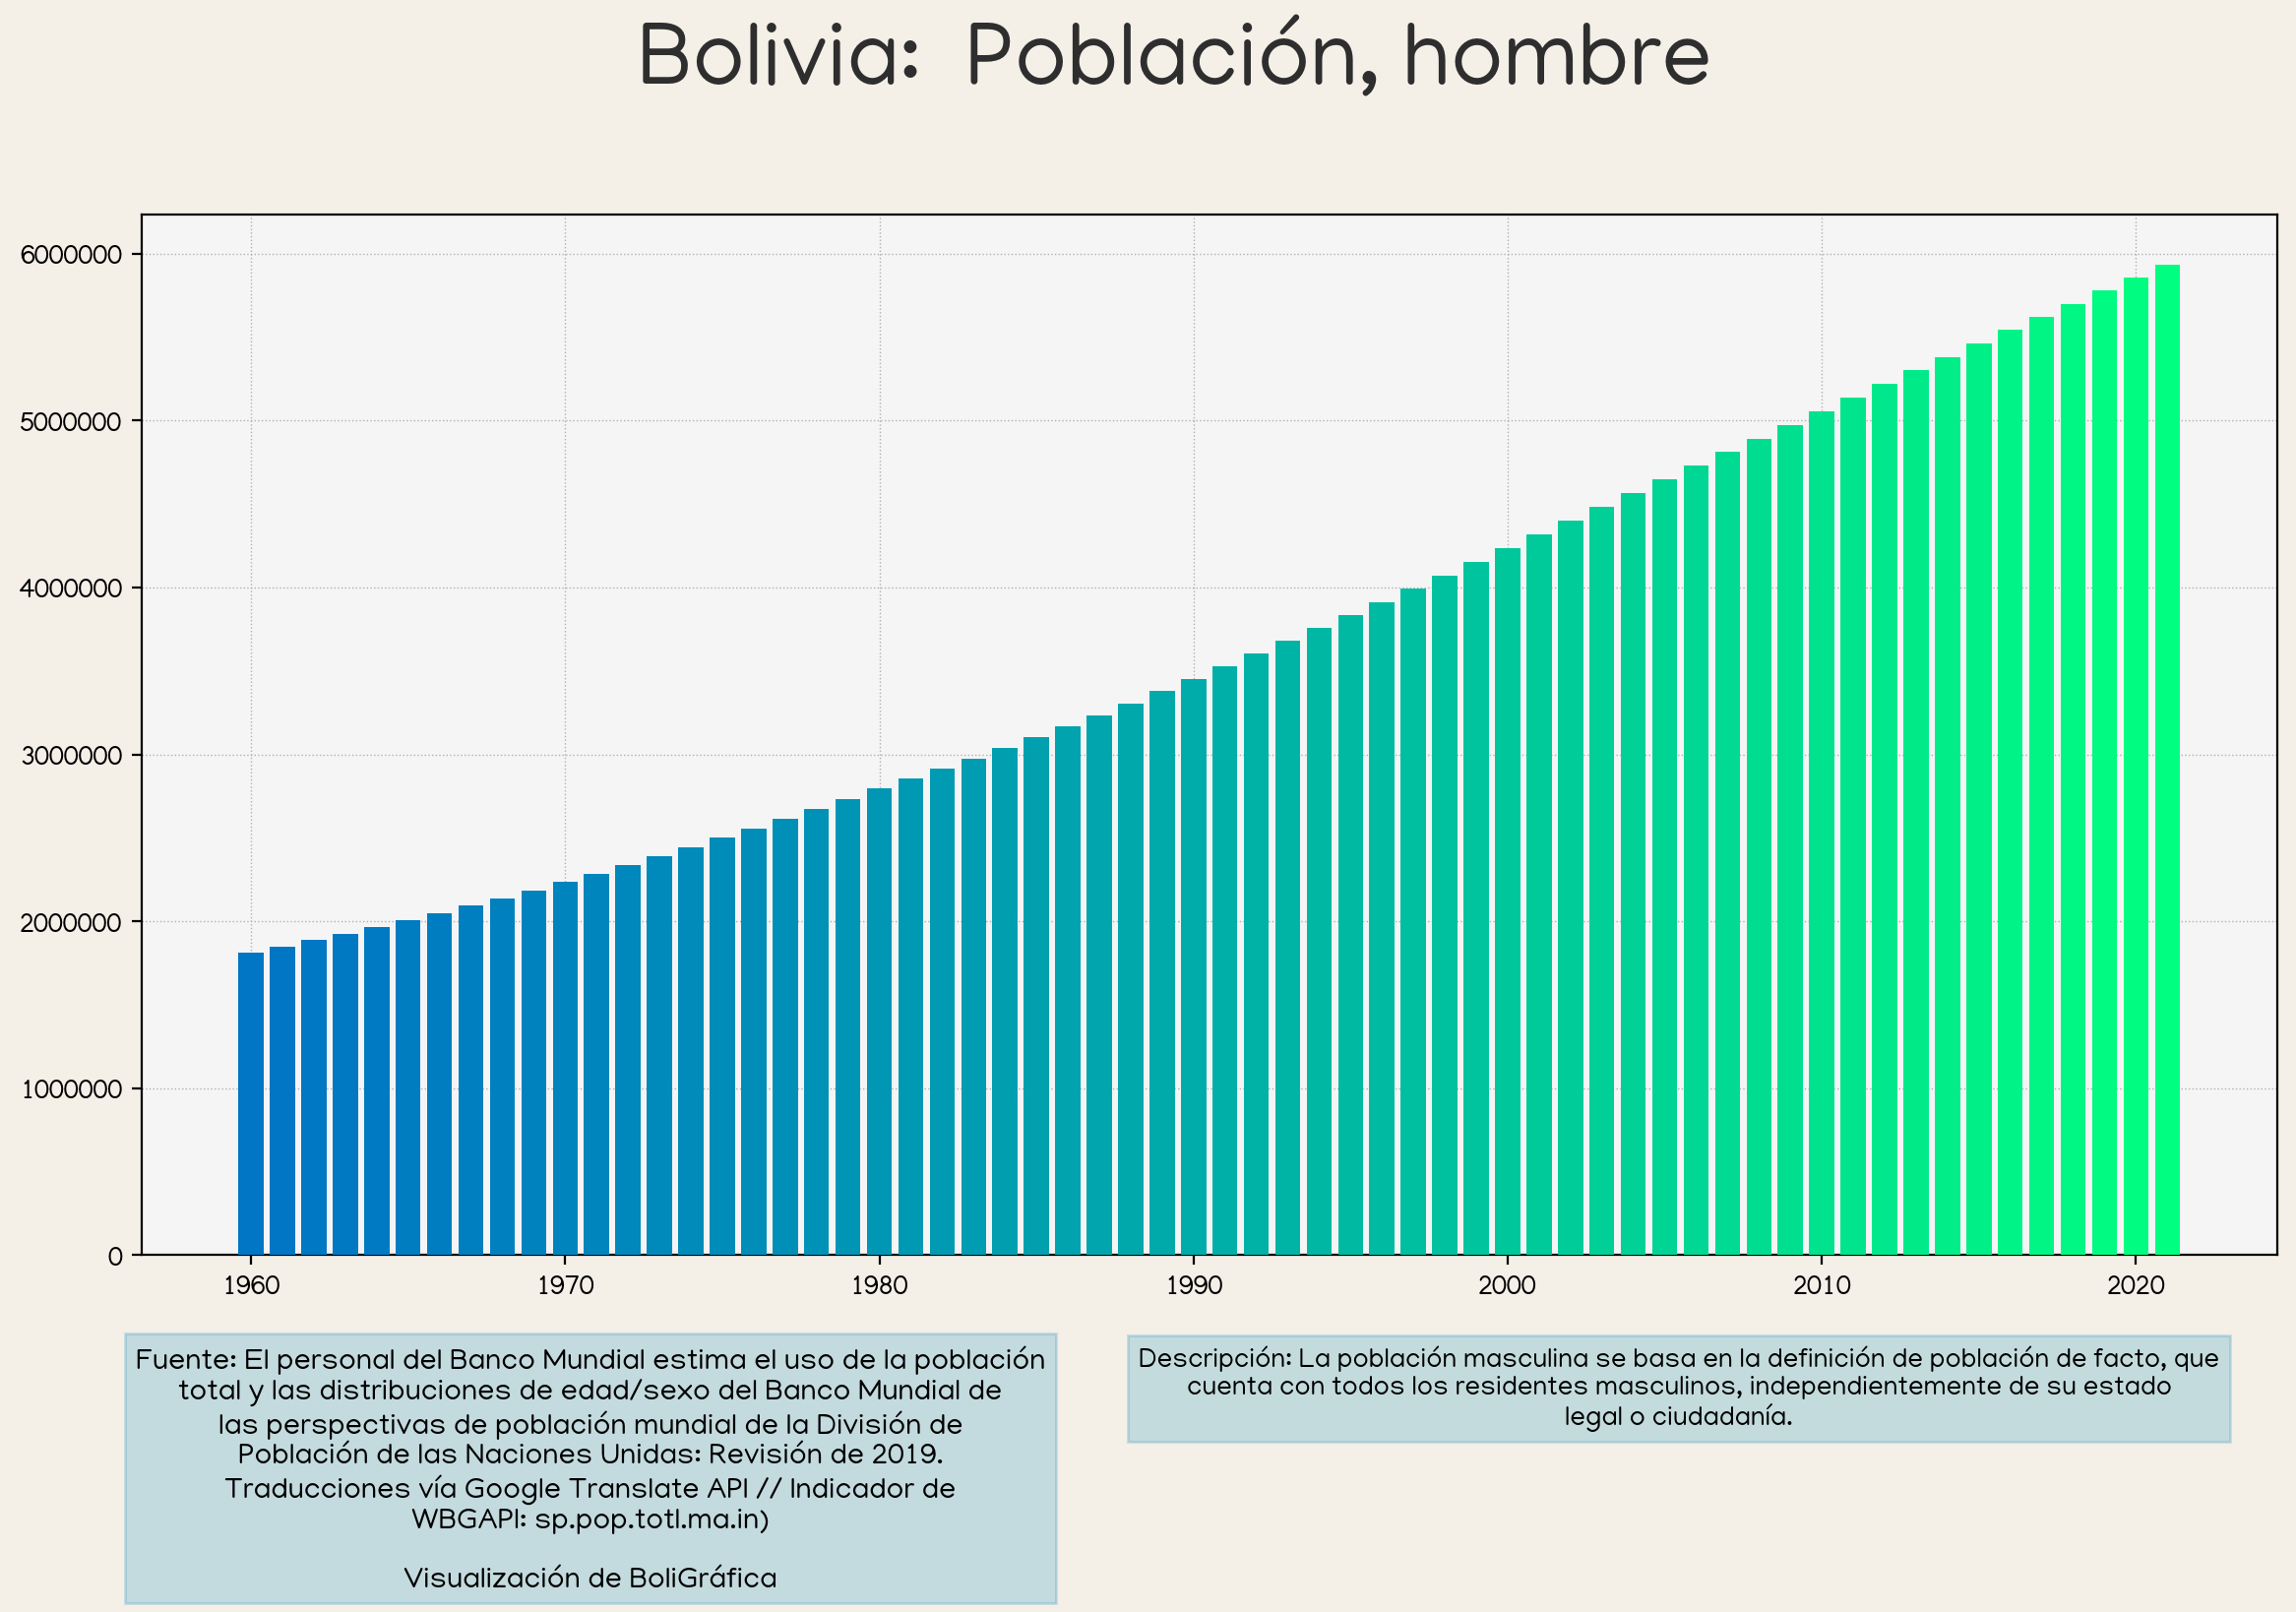 Bolivia: Población, hombre
6000000
5000000
4000000
3000000
2000000
1000000
0
1960
1970
1980
1990
2000
2010
2020
Fuente: El personal del Banco Mundial estima el uso de la población
total y las distribuciones de edad/sexo del Banco Mundial de
las perspectivas de población mundial de la División de
Población de las Naciones Unidas: Revisión de 2019.
Traducciones vía Google Translate API // Indicador de
WBGAPI: sp.pop.totl.ma.in)
Visualización de BoliGráfica
Descripción: La población masculina se basa en la definición de población de facto, que
cuenta con todos los residentes masculinos, independientemente de su estado
legal o ciudadanía.